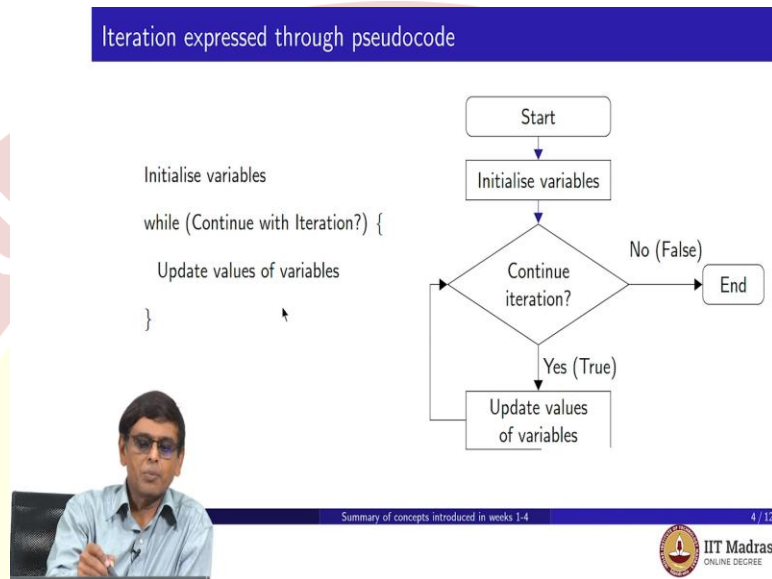 Iteration expressed through pseudocode
Initialise variables
while (Continue with Iteration?) {
Update values of variables
}
Start
Initialise variables
Continue
iteration?
No (False)
End
Yes (True)
Update values
of variables
Summary of concepts introduced in weeks 1-4
4 / 12
IIT Madras
ONLINE DEGREE